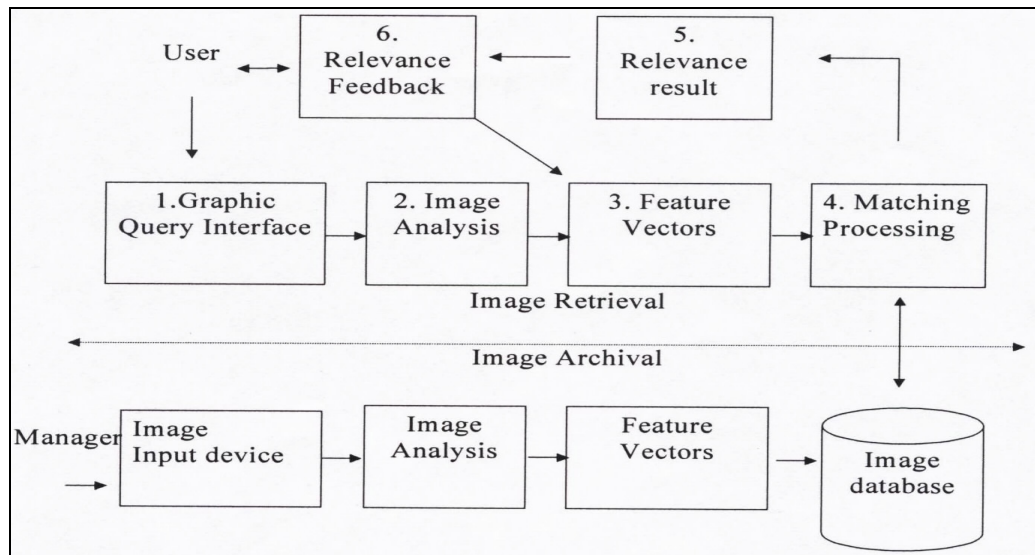 User
6.
Relevance
Feedback
5.
Relevance
result
1.Graphic
Query Interface
2. Image
Analysis
3. Feature
Vectors
4. Matching
Processing
Image Retrieval
Image Archival
Manager
Image
Input device
Image
Analysis
Feature
Vectors
Image
database